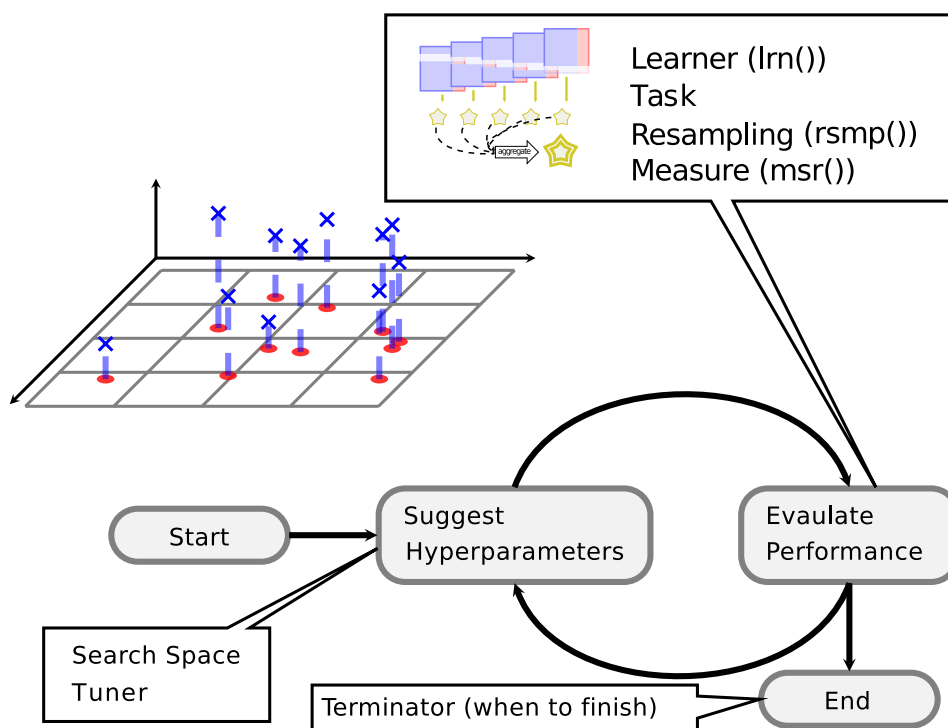 Learner (lrn())
Task
Resampling (rsmp())
Measure (msr())
aggregate
Start
Suggest
Hyperparameters
Evaulate
Performance
Search Space
Tuner
Terminator (when to finish)
End